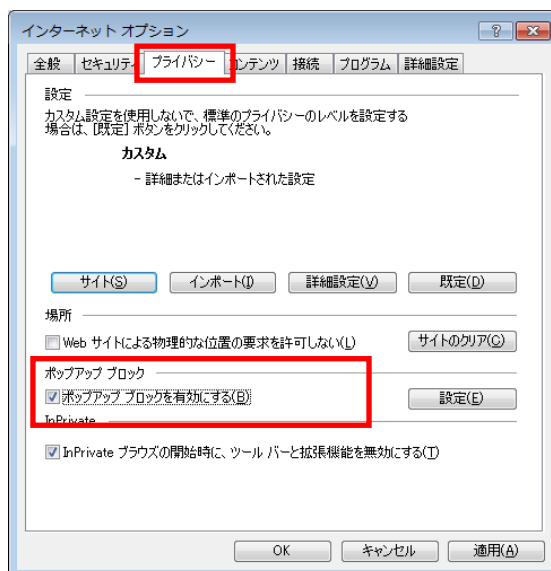 インターネット オプション
全般 セキュリティ プライバシー コンテンツ 接続 プログラム 詳細設定
設定
カスタム設定を使用しないで、標準のプライバシーのレベルを設定する
場合は、[既定] ボタンをクリックしてください。
カスタム
- 詳細またはインポートされた設定
サイト(S) インポート(I) 詳細設定(V) 既定(D)
場所
Web サイトによる物理的な位置の要求を許可しない(L) サイトのクリア(C)
ポップアップ ブロック
ポップアップ ブロックを有効にする(B) 設定(E)
InPrivate
InPrivate ブラウズの開始時に、ツール バーと拡張機能を無効にする(T)
OK キャンセル 適用(A)